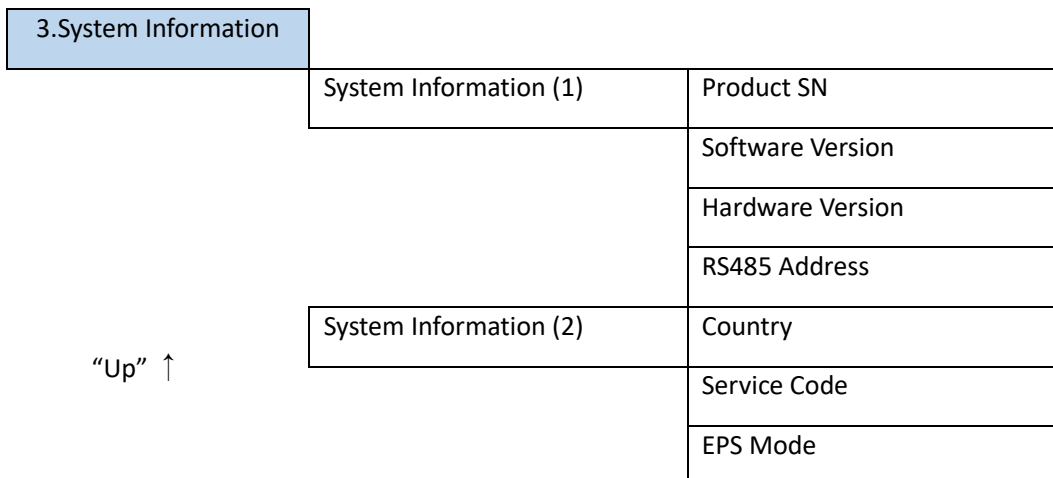 3.System Information
System Information (1)
Product SN
Software Version
Hardware Version
RS485 Address
System Information (2)
Country
“Up” ↑
Service Code
EPS Mode